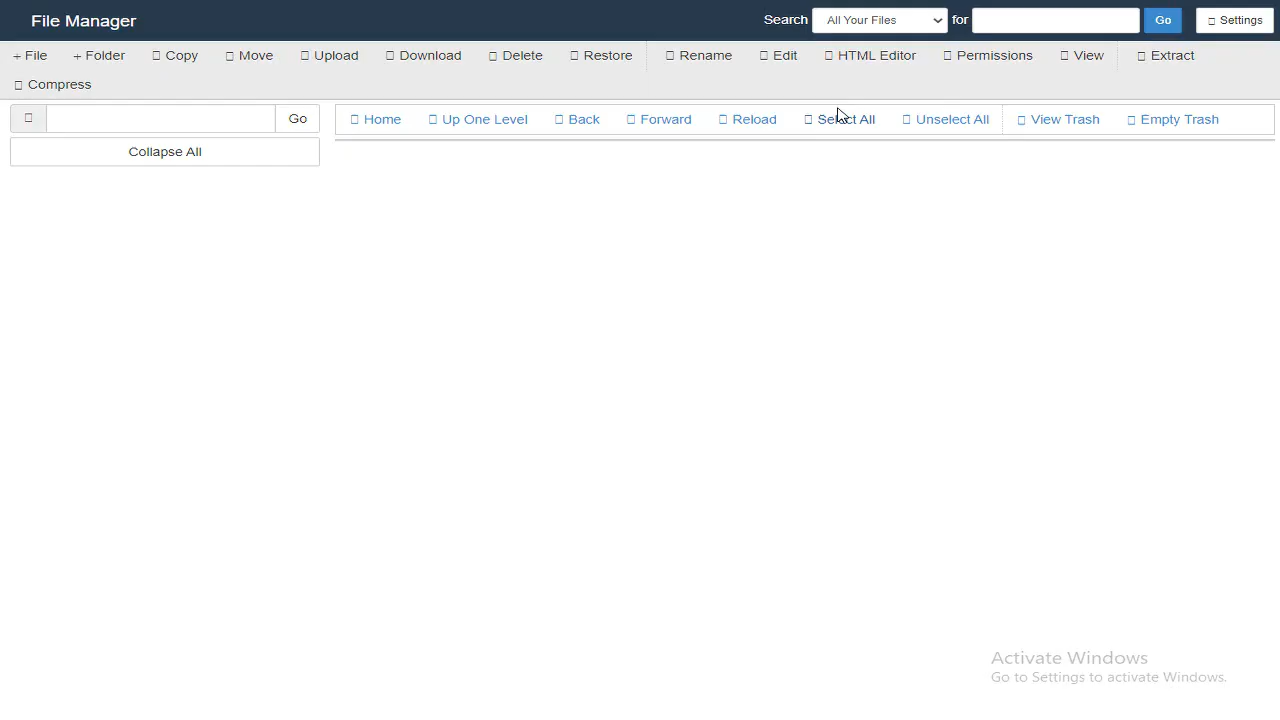 File Manager
Search All Your Files for Go Settings
+ File + Folder Copy Move Upload Download Delete Restore Rename Edit HTML Editor Permissions View Extract
Compress
Go Home Up One Level Back Forward Reload Select All Unselect All View Trash Empty Trash
Collapse All
Activate Windows
Go to Settings to activate Windows.